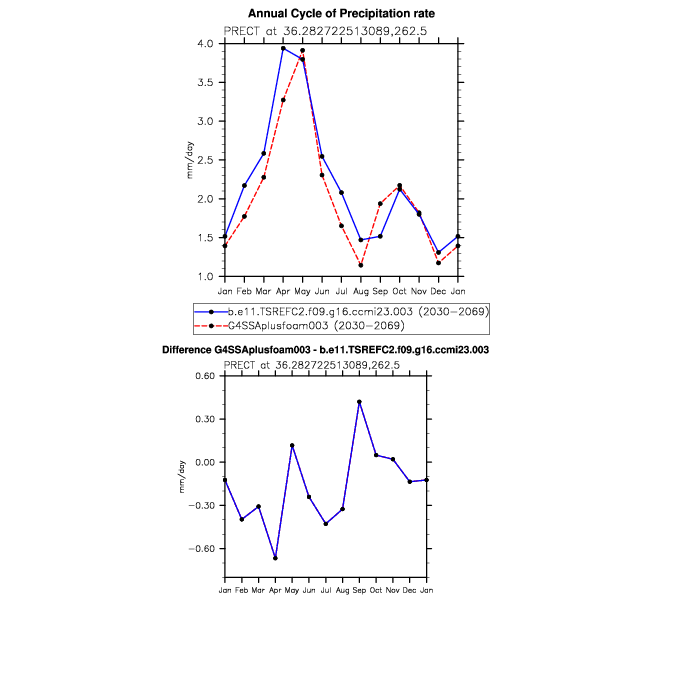 Annual Cycle of Precipitation rate
PRECT at 36.282722513089,262.5
4.0
3.5
3.0
2.5
2.0
1.5
1.0
mm/day
Jan Feb Mar Apr May Jun Jul Aug Sep Oct Nov Dec Jan
b.e11.TSREFC2.f09.g16.ccmi23.003 (2030-2069)
G4SSAplusfoam003 (2030-2069)
Difference G4SSAplusfoam003 - b.e11.TSREFC2.f09.g16.ccmi23.003
PRECT at 36.282722513089,262.5
0.60
0.30
0.00
-0.30
-0.60
mm/day
Jan Feb Mar Apr May Jun Jul Aug Sep Oct Nov Dec Jan